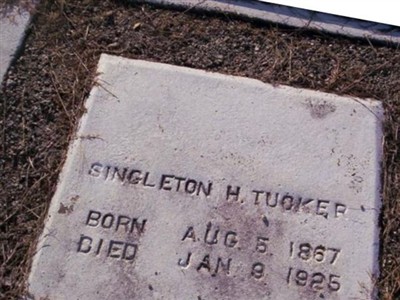 SINGLETON H. TUCKER
BORN AUG. 5, 1867
DIED JAN. 9, 1925